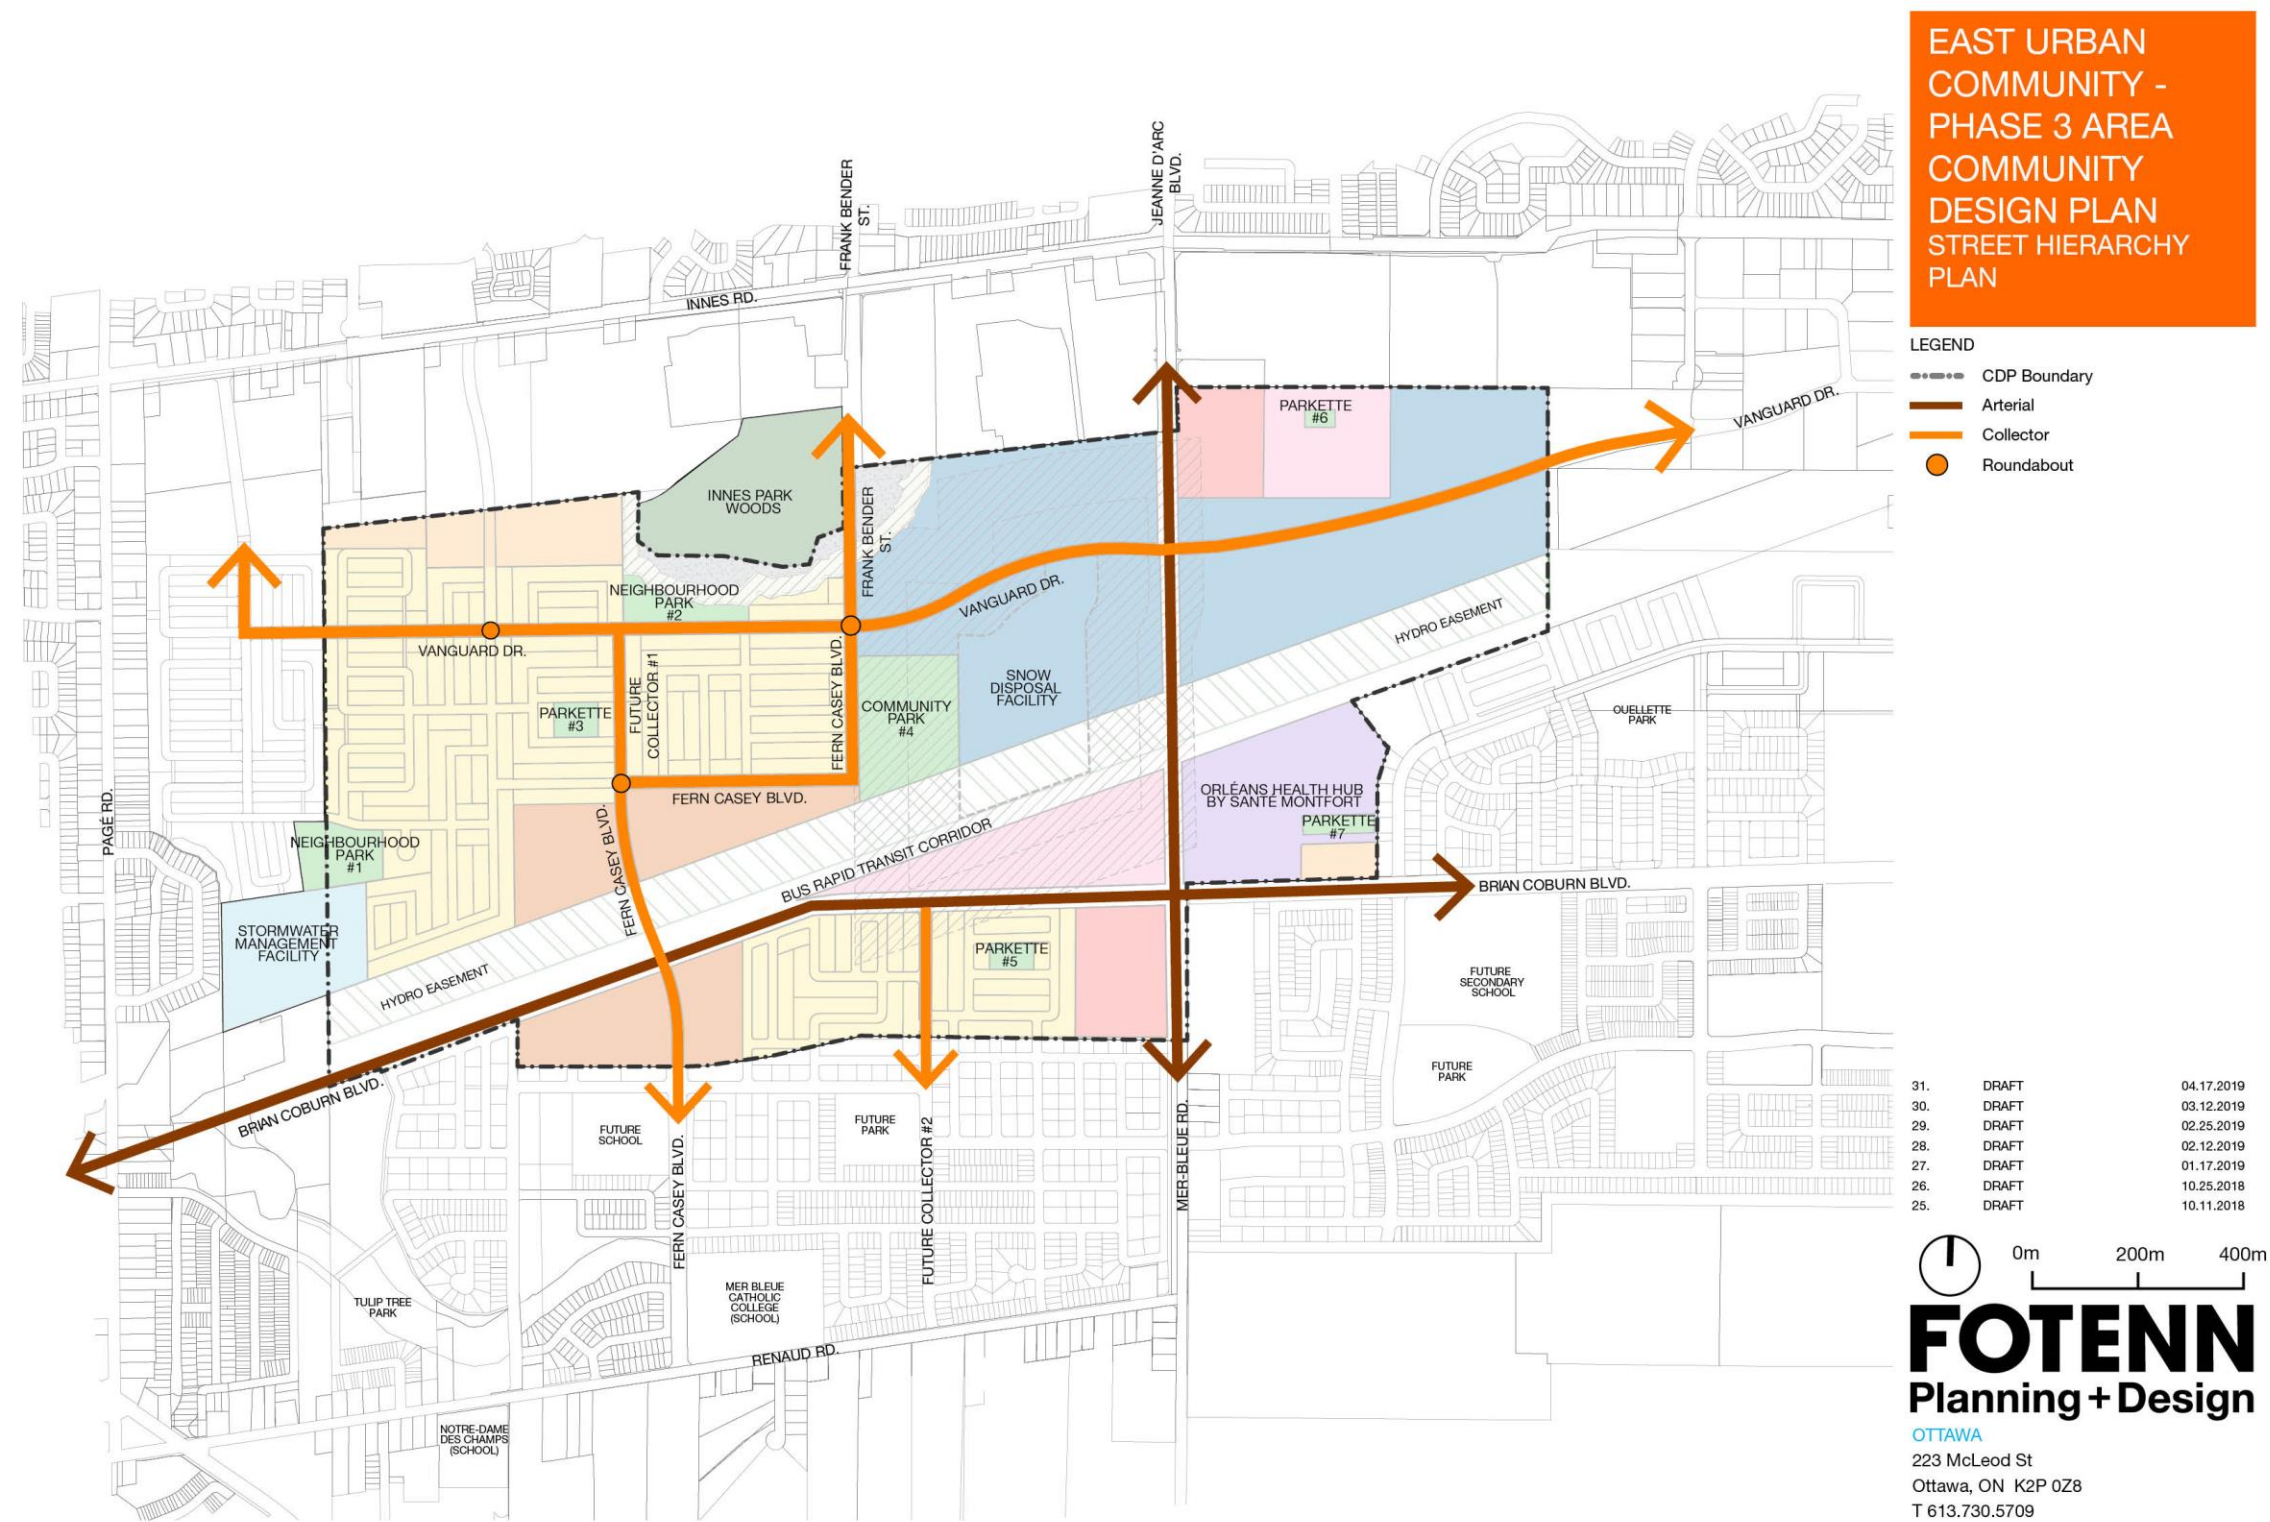 EAST URBAN
COMMUNITY -
PHASE 3 AREA
COMMUNITY
DESIGN PLAN
STREET HIERARCHY
PLAN
LEGEND
CDP Boundary
Arterial
Collector
Roundabout
JEANNE D'ARC
BLVD.
FRANK BENDER
ST.
INNES RD.
VANGUARD DR.
PARKETTE
#6
INNES PARK
WOODS
FRANK BENDER
ST.
NEIGHBOURHOOD
PARK
#2
VANGUARD DR.
HYDRO EASEMENT
VANGUARD DR.
FUTURE
COLLECTOR #1
FERN CASEY BLVD.
SNOW
DISPOSAL
FACILITY
COMMUNITY
PARK
#4
PARKETTE
#3
OUELLETTE
PARK
PAGÉ RD.
FERN CASEY BLVD.
FERN CASEY BLVD.
ORLÉANS HEALTH HUB
BY SANTÉ MONTFORT
PARKETTE
#7
NEIGHBOURHOOD
PARK
#1
BUS RAPID TRANSIT CORRIDOR
BRIAN COBURN BLVD.
STORMWATER
MANAGEMENT
FACILITY
HYDRO EASEMENT
PARKETTE
#5
FUTURE
SECONDARY
SCHOOL
FUTURE
PARK
BRIAN COBURN BLVD.
FUTURE
SCHOOL
FUTURE
PARK
FERN CASEY BLVD.
FUTURE COLLECTOR #2
MER-BLEUE RD.
TULIP TREE
PARK
MER BLEUE
CATHOLIC
COLLEGE
(SCHOOL)
RENAUD RD.
NOTRE-DAME
DES CHAMPS
(SCHOOL)
31. DRAFT 04.17.2019
30. DRAFT 03.12.2019
29. DRAFT 02.25.2019
28. DRAFT 02.12.2019
27. DRAFT 01.17.2019
26. DRAFT 10.25.2018
25. DRAFT 10.11.2018
0m 200m 400m
FOTENN
Planning+Design
OTTAWA
223 McLeod St
Ottawa, ON K2P 0Z8
T 613.730.5709